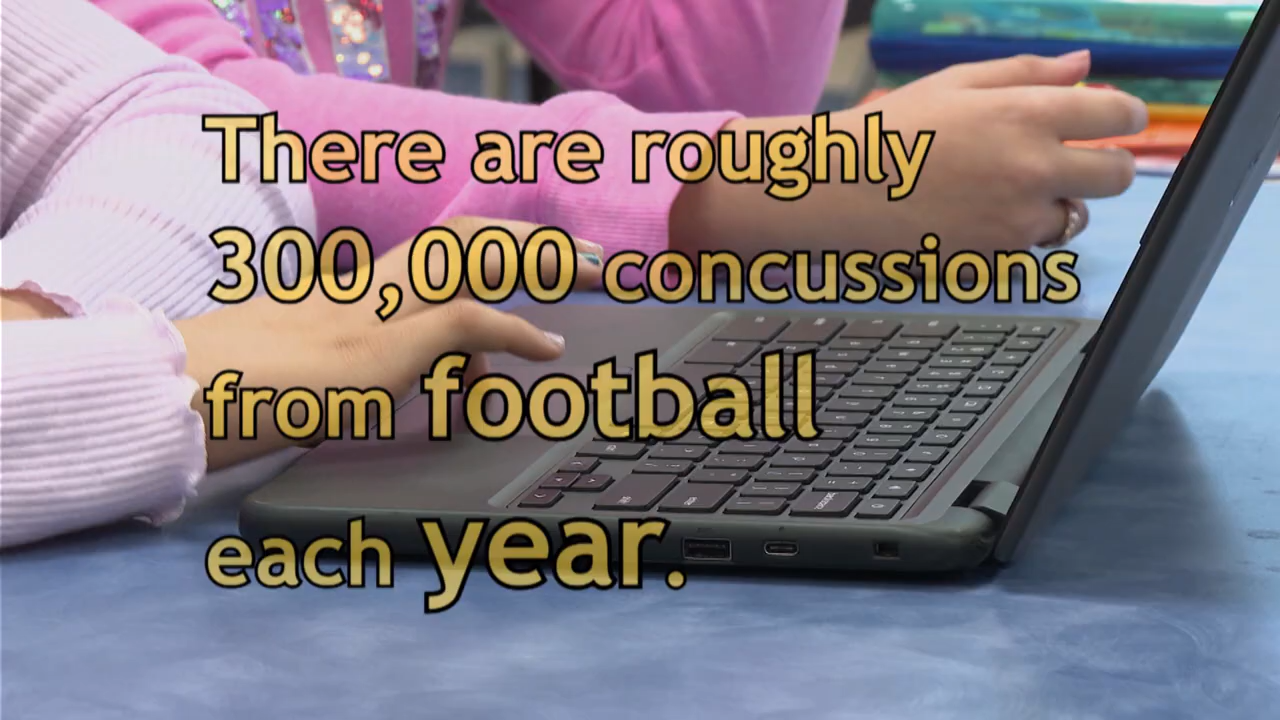 There are roughly
300,000 concussions
from football
each year.